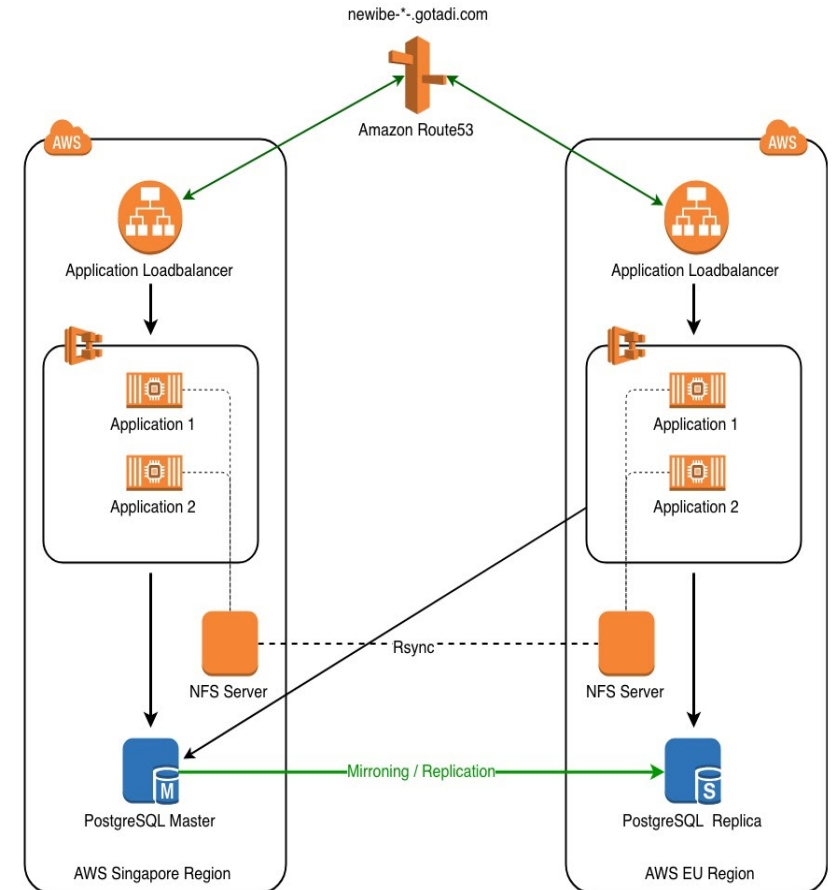 newibe-*-.gotadi.com
Amazon Route53
AWS
AWS
Application Loadbalancer
Application Loadbalancer
Application 1
Application 1
Application 2
Application 2
Rsync
NFS Server
NFS Server
M
Mirroning / Replication
S
PostgreSQL Master
PostgreSQL Replica
AWS Singapore Region
AWS EU Region